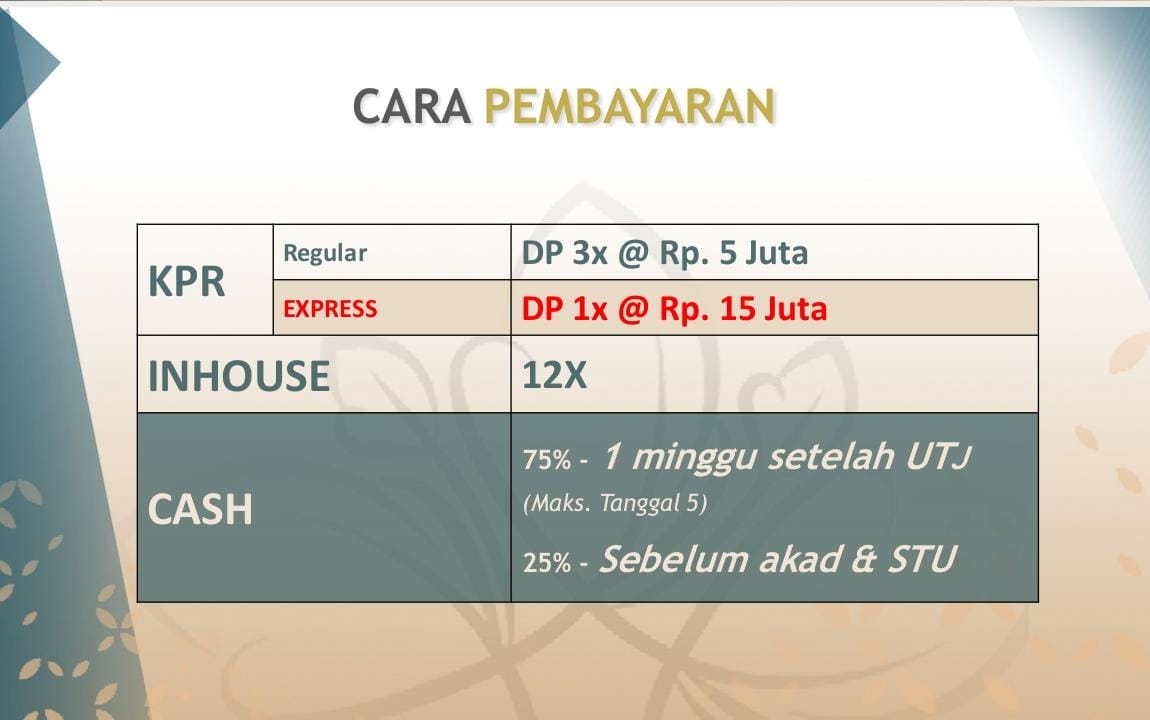 CARA PEMBAYARAN
KPR
Regular
DP 3x @ Rp. 5 Juta
EXPRESS
DP 1x @ Rp. 15 Juta
INHOUSE
12X
CASH
75% - 1 minggu setelah UTJ
(Maks. Tanggal 5)
25% - Sebelum akad & STU